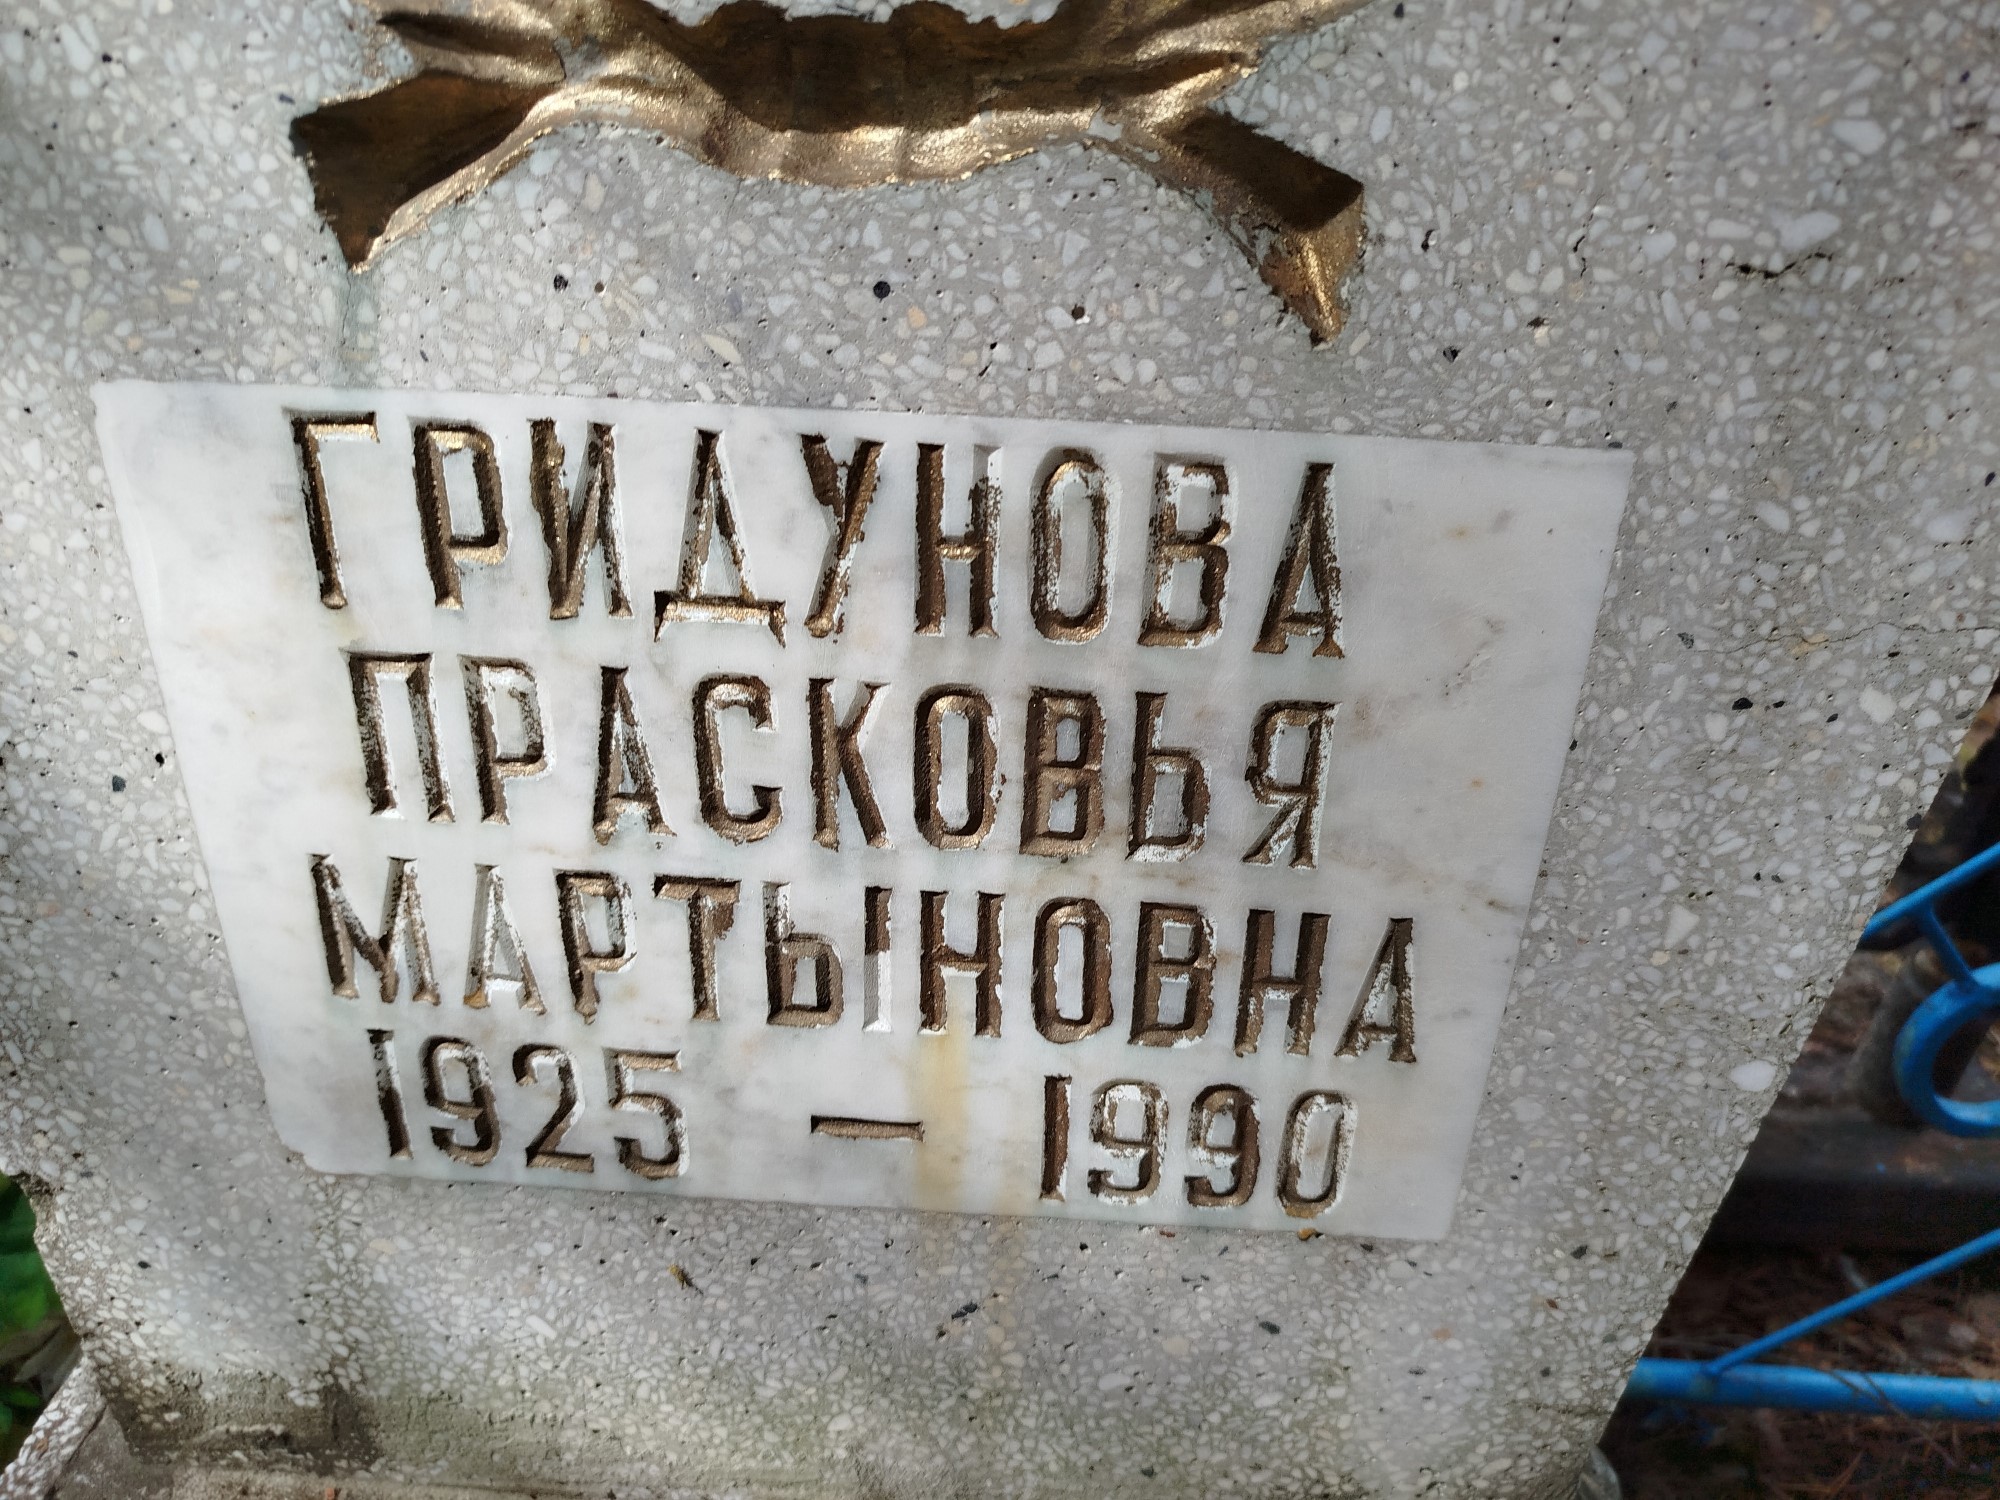 ГРИДУНОВА
ПРАСКОВЬЯ
МАРТЫНОВНА
1925 — 1990